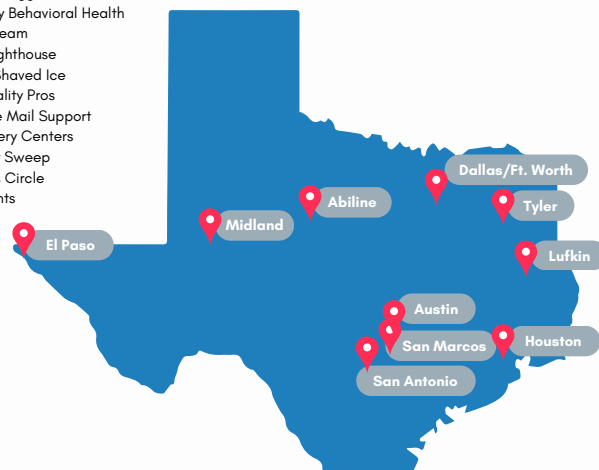 y Behavioral Health
eam
ghthouse
Shaved Ice
ality Pros
e Mail Support
ery Centers
Sweep
Circle
nts
Dallas/Ft. Worth
Abiline
Tyler
Midland
El Paso
Lufkin
Austin
Houston
San Marcos
San Antonio